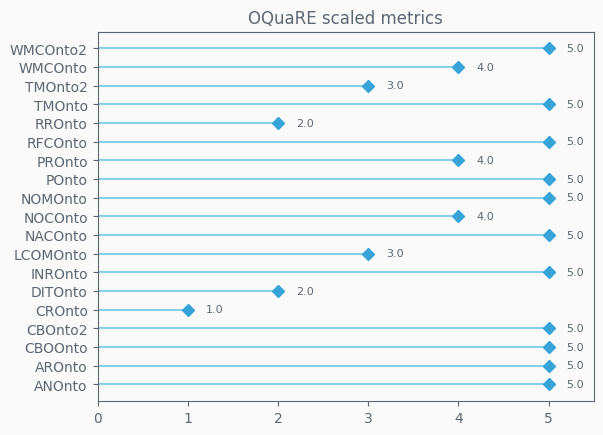 OQuaRE scaled metrics
WMCOnto2 5.0
WMCOnto 4.0
TMOnto2 3.0
TMOnto 5.0
RROnto 2.0
RFCOnto 5.0
PROnto 4.0
POnto 5.0
NOMOnto 5.0
NOCOnto 4.0
NACOnto 5.0
LCOMOnto 3.0
INROnto 5.0
DITOnto 2.0
CROnto 1.0
CBOnto2 5.0
CBOOnto 5.0
AROnto 5.0
ANOnto 5.0
0 1 2 3 4 5